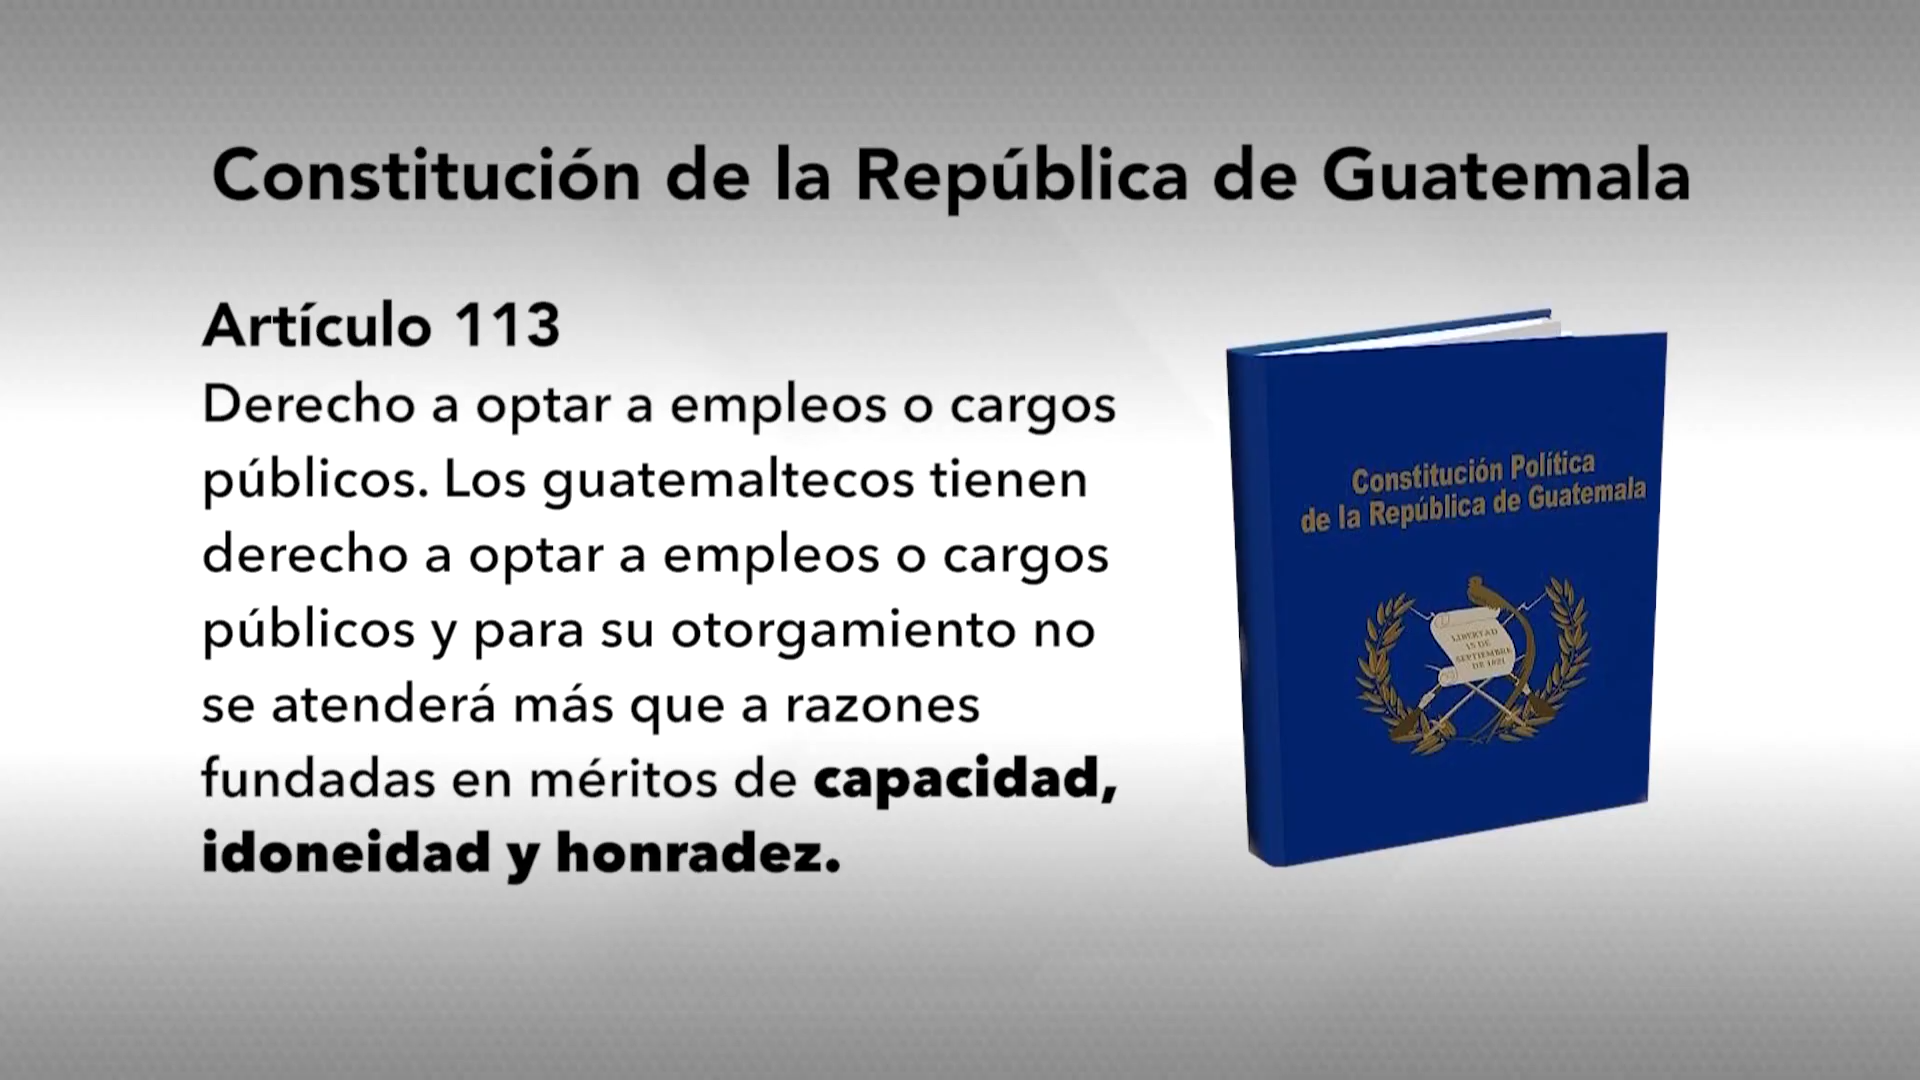 Constitución de la República de Guatemala
Artículo 113
Derecho a optar a empleos o cargos
públicos. Los guatemaltecos tienen
derecho a optar a empleos o cargos
públicos y para su otorgamiento no
se atenderá más que a razones
fundadas en méritos de capacidad,
idoneidad y honradez.
Constitución Política
de la República de Guatemala
LIBERTAD
15 DE
SEPTIEMBRE
DE 1821